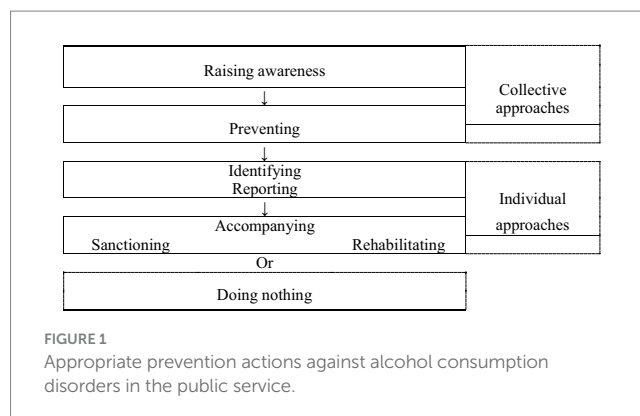 Raising awareness
↓
Preventing
Collective
approaches
↓
Identifying
Reporting
↓
Accompanying
Sanctioning Rehabilitating
Individual
approaches
Or
Doing nothing
FIGURE 1
Appropriate prevention actions against alcohol consumption
disorders in the public service.